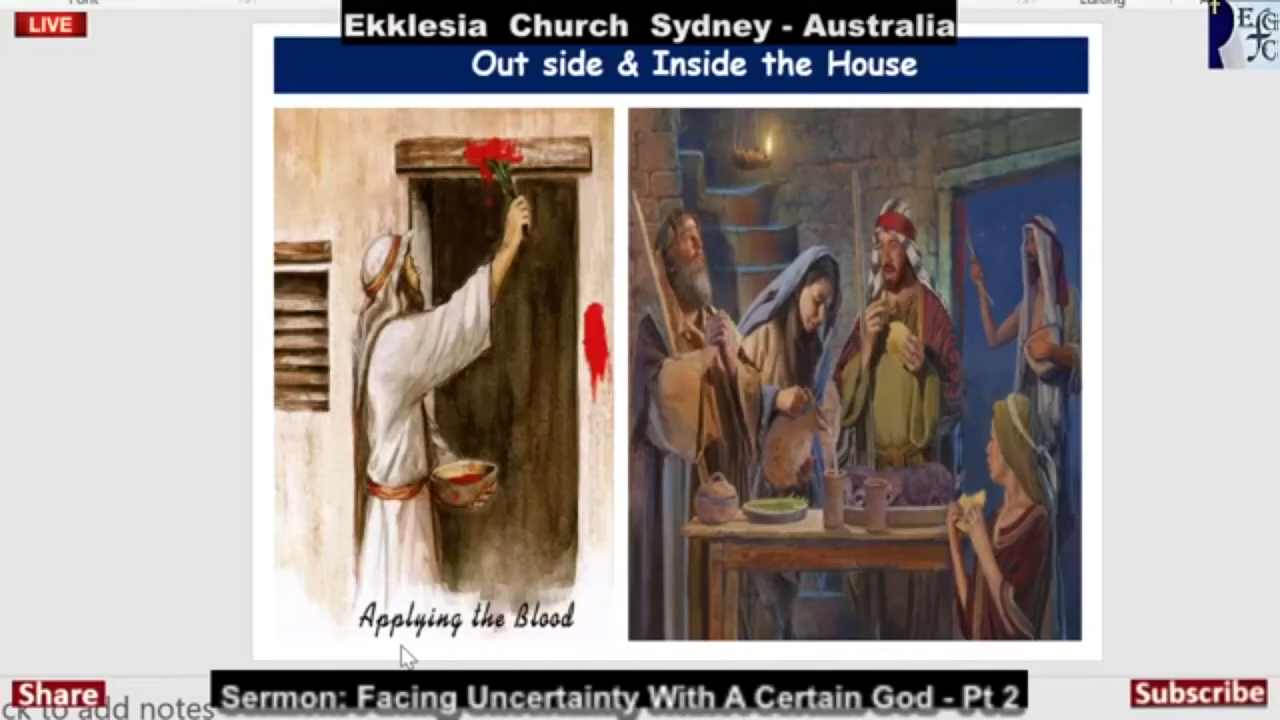 LIVE
Ekklesia Church Sydney - Australia
Out side & Inside the House
Applying the Blood
Share
Sermon: Facing Uncertainty With A Certain God - Pt 2
Subscribe
to add notes